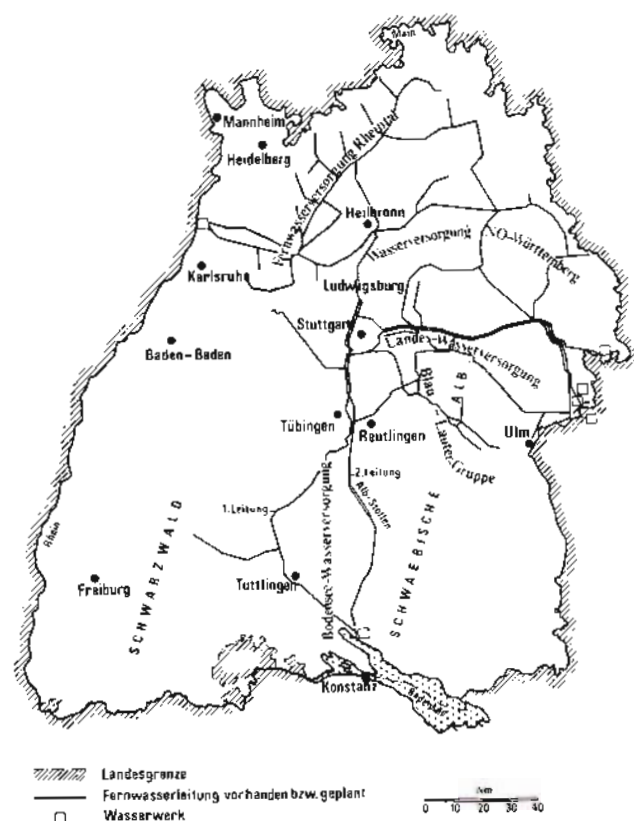 Main
Mannheim
Heidelberg
Fernwasserversorgung Rheintal
Heilbronn
Wasserversorgung
NO-Württemberg
Karlsruhe
Ludwigsburg
Stuttgart
Landes-Wasserversorgung
Baden-Baden
ALB
Blau-Lauter-Gruppe
Tübingen
Reutlingen
Ulm
2.Leitung
Alb-Stollen
1.Leitung
Bodensee-Wasserversorgung
Rhein
SCHWARZWALD
SCHWAEBISCHE
Freiburg
Tuttlingen
Konstanz
Bodensee
Landesgrenze
Fernwasserleitung vorhanden bzw. geplant
Wasserwerk
0 10 20 30 40